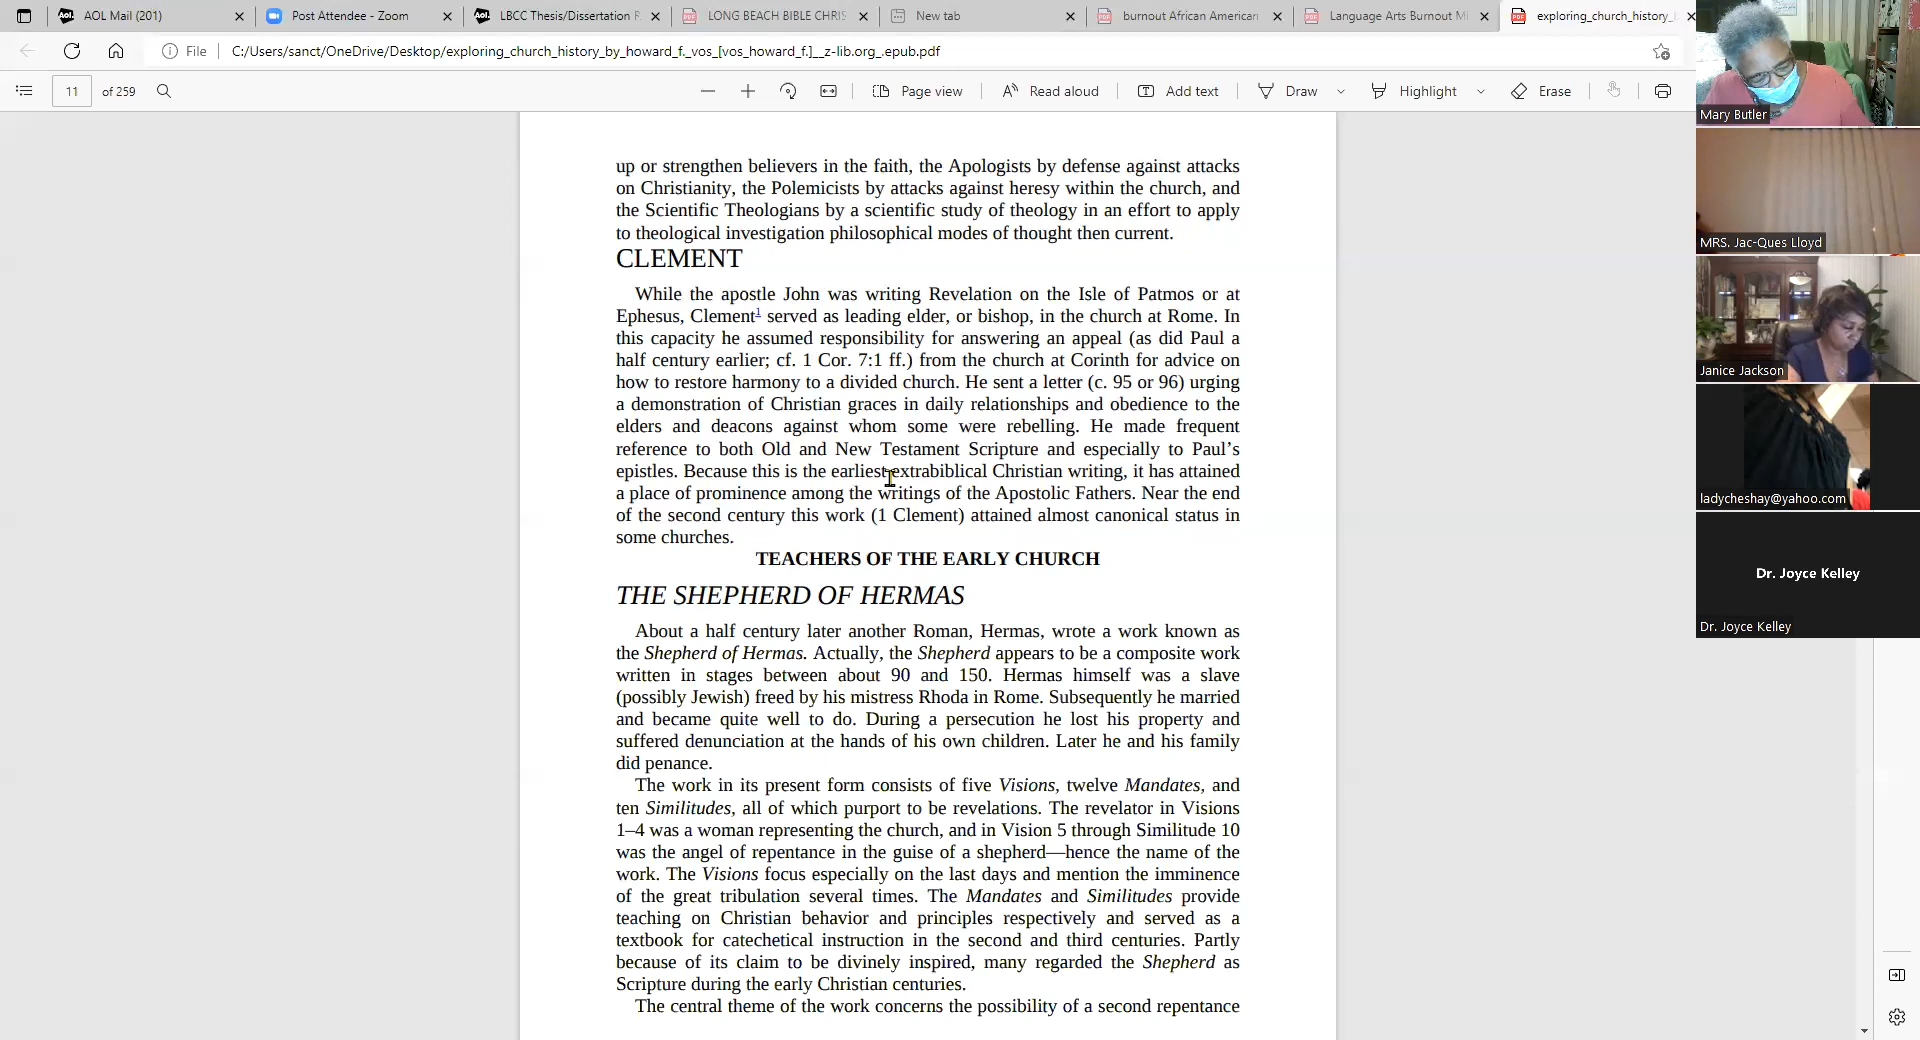 AOL Mail (201)
Post Attendee - Zoom
LBCC Thesis/Dissertation R
LONG BEACH BIBLE CHRIS
New tab
burnout African American
Language Arts Burnout M
exploring_church_history_
File
C:/Users/sanct/OneDrive/Desktop/exploring_church_history_by_howard_f._vos_[vos_howard_f.]__z-lib.org_.epub.pdf
11 of 259
Page view
Read aloud
Add text
Draw
Highlight
Erase
up or strengthen believers in the faith, the Apologists by defense against attacks
on Christianity, the Polemicists by attacks against heresy within the church, and
the Scientific Theologians by a scientific study of theology in an effort to apply
to theological investigation philosophical modes of thought then current.
CLEMENT
While the apostle John was writing Revelation on the Isle of Patmos or at
Ephesus, Clement1 served as leading elder, or bishop, in the church at Rome. In
this capacity he assumed responsibility for answering an appeal (as did Paul a
half century earlier; cf. 1 Cor. 7:1 ff.) from the church at Corinth for advice on
how to restore harmony to a divided church. He sent a letter (c. 95 or 96) urging
a demonstration of Christian graces in daily relationships and obedience to the
elders and deacons against whom some were rebelling. He made frequent
reference to both Old and New Testament Scripture and especially to Paul's
epistles. Because this is the earliest extrabiblical Christian writing, it has attained
a place of prominence among the writings of the Apostolic Fathers. Near the end
of the second century this work (1 Clement) attained almost canonical status in
some churches.
TEACHERS OF THE EARLY CHURCH
THE SHEPHERD OF HERMAS
About a half century later another Roman, Hermas, wrote a work known as
the Shepherd of Hermas. Actually, the Shepherd appears to be a composite work
written in stages between about 90 and 150. Hermas himself was a slave
(possibly Jewish) freed by his mistress Rhoda in Rome. Subsequently he married
and became quite well to do. During a persecution he lost his property and
suffered denunciation at the hands of his own children. Later he and his family
did penance.
The work in its present form consists of five Visions, twelve Mandates, and
ten Similitudes, all of which purport to be revelations. The revelator in Visions
1–4 was a woman representing the church, and in Vision 5 through Similitude 10
was the angel of repentance in the guise of a shepherd—hence the name of the
work. The Visions focus especially on the last days and mention the imminence
of the great tribulation several times. The Mandates and Similitudes provide
teaching on Christian behavior and principles respectively and served as a
textbook for catechetical instruction in the second and third centuries. Partly
because of its claim to be divinely inspired, many regarded the Shepherd as
Scripture during the early Christian centuries.
The central theme of the work concerns the possibility of a second repentance
Mary Butler
MRS. Jac-Ques Lloyd
Janice Jackson
ladycheshay@yahoo.com
Dr. Joyce Kelley
Dr. Joyce Kelley